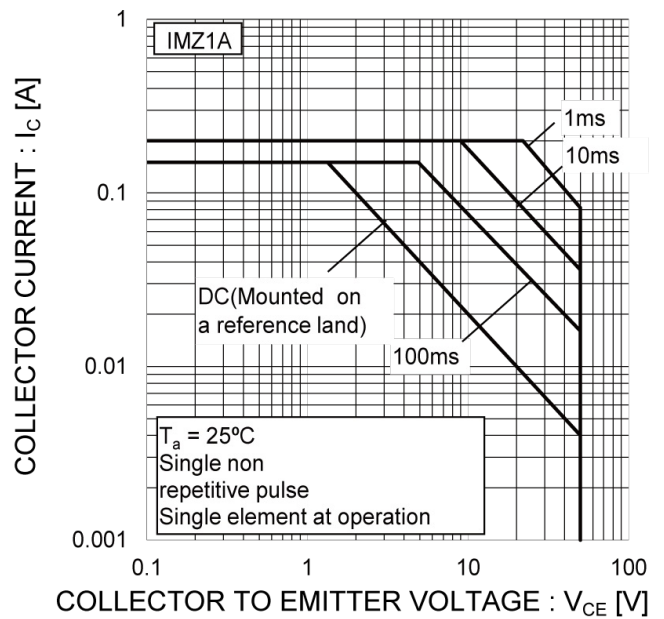 IMZ1A
COLLECTOR CURRENT : IC [A]
1
0.1
0.01
0.001
1ms
10ms
DC(Mounted on
a reference land)
100ms
Ta = 25ºC
Single non
repetitive pulse
Single element at operation
0.1
1
10
100
COLLECTOR TO EMITTER VOLTAGE : VCE [V]